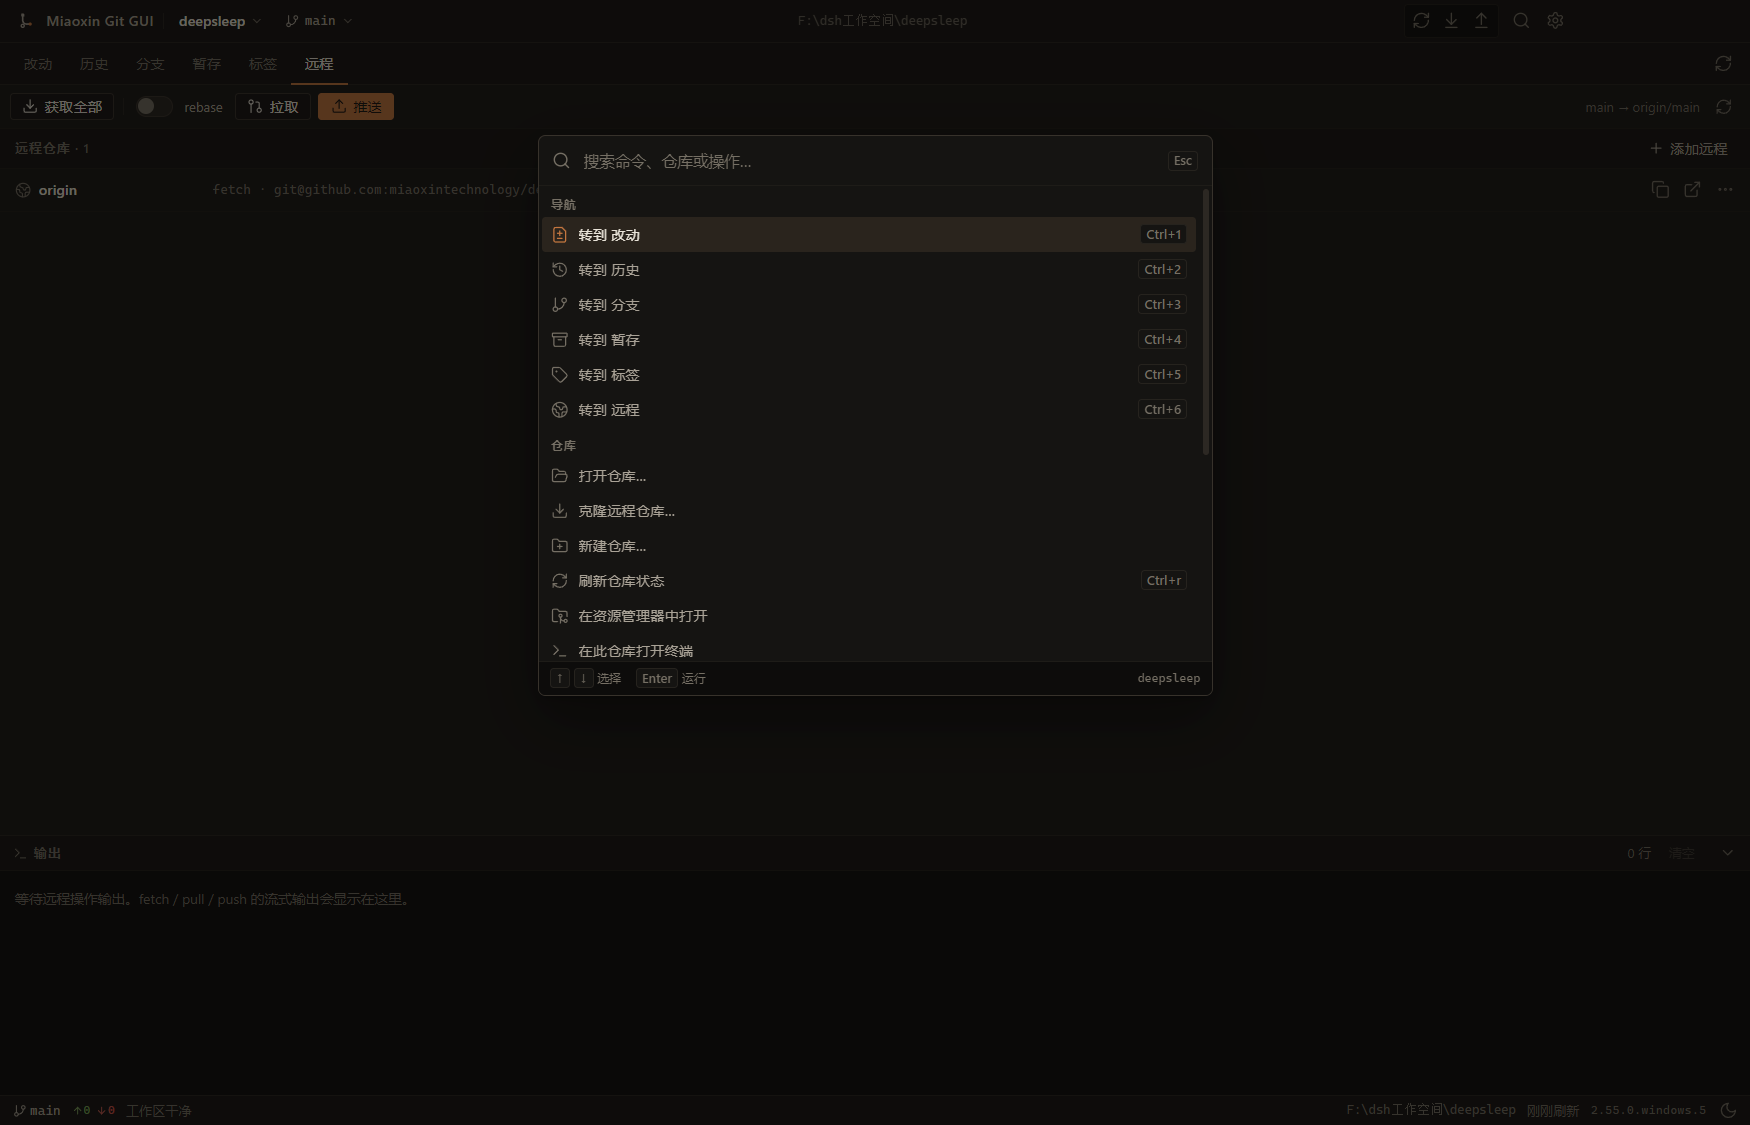 Miaoxin Git GUI deepsleep main F:\dsh工作空间\deepsleep
改动 历史 分支 暂存 标签 远程
获取全部 rebase 拉取 推送 main → origin/main
远程仓库 · 1 添加远程
origin fetch · git@github.com:miaoxintechnology/d
搜索命令、仓库或操作... Esc
导航
转到 改动 Ctrl+1
转到 历史 Ctrl+2
转到 分支 Ctrl+3
转到 暂存 Ctrl+4
转到 标签 Ctrl+5
转到 远程 Ctrl+6
仓库
打开仓库...
克隆远程仓库...
新建仓库...
刷新仓库状态 Ctrl+r
在资源管理器中打开
在此仓库打开终端
↑ ↓ 选择 Enter 运行 deepsleep
>_ 输出 0 行 清空
等待远程操作输出。fetch / pull / push 的流式输出会显示在这里。
main ↑0 ↓0 工作区干净 F:\dsh工作空间\deepsleep 刚刚刷新 2.55.0.windows.5